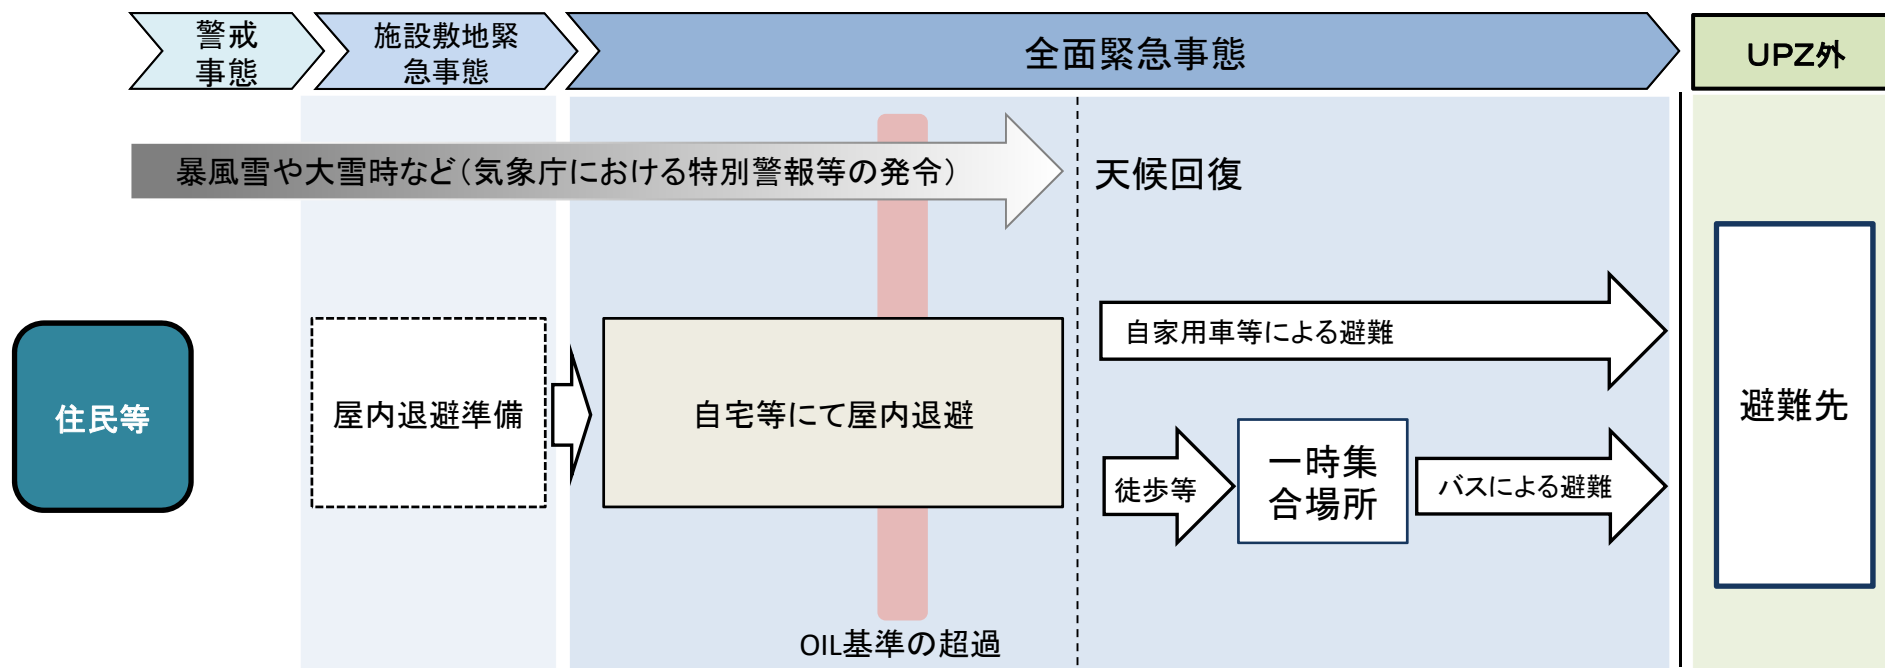 警戒
事態
施設敷地緊
急事態
全面緊急事態
UPZ外
暴風雪や大雪時など（気象庁における特別警報等の発令）
天候回復
住民等
屋内退避準備
自宅等にて屋内退避
自家用車等による避難
徒歩等
一時集
合場所
バスによる避難
避難先
OIL基準の超過